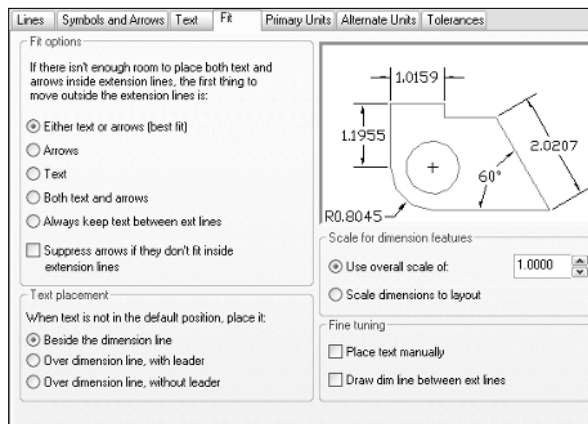 Lines Symbols and Arrows Text Fit Primary Units Alternate Units Tolerances
Fit options
If there isn't enough room to place both text and
arrows inside extension lines, the first thing to
move outside the extension lines is:
Either text or arrows (best fit)
Arrows
Text
Both text and arrows
Always keep text between ext lines
Suppress arrows if they don't fit inside
extension lines
Text placement
When text is not in the default position, place it:
Beside the dimension line
Over dimension line, with leader
Over dimension line, without leader
1.0159
1.1955
2.0207
60°
R0.8045
Scale for dimension features
Use overall scale of: 1.0000
Scale dimensions to layout
Fine tuning
Place text manually
Draw dim line between ext lines